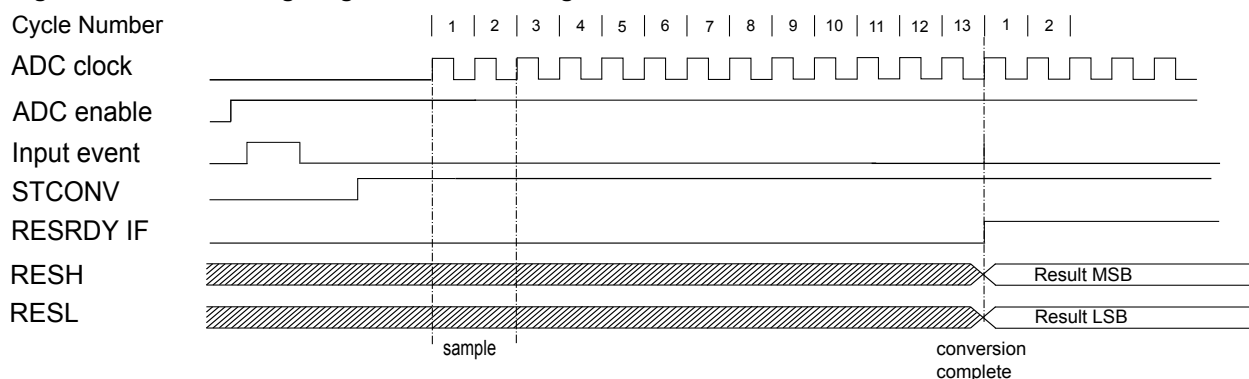 Cycle Number
1 2 3 4 5 6 7 8 9 10 11 12 13 1 2
ADC clock
ADC enable
Input event
STCONV
RESRDY IF
RESH
Result MSB
RESL
Result LSB
sample
conversion
complete